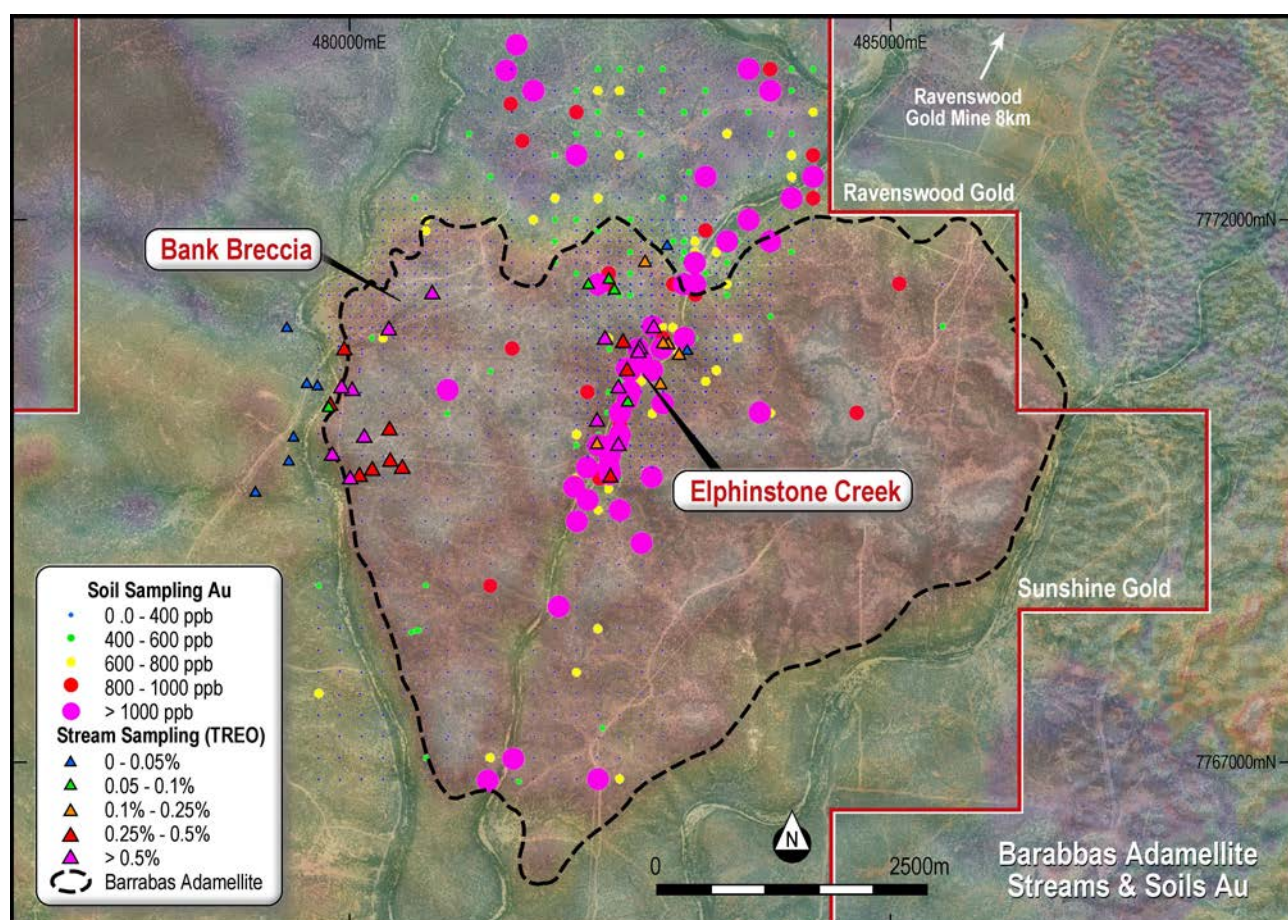 480000mE
485000mE
Ravenswood
Gold Mine 8km
Ravenswood Gold
7772000mN
Bank Breccia
Elphinstone Creek
Sunshine Gold
Soil Sampling Au
0 .0 - 400 ppb
400 - 600 ppb
600 - 800 ppb
800 - 1000 ppb
> 1000 ppb
Stream Sampling (TREO)
0 - 0.05%
0.05 - 0.1%
0.1% - 0.25%
0.25% - 0.5%
> 0.5%
Barrabas Adamellite
7767000mN
N
0
2500m
Barabbas Adamellite
Streams & Soils Au